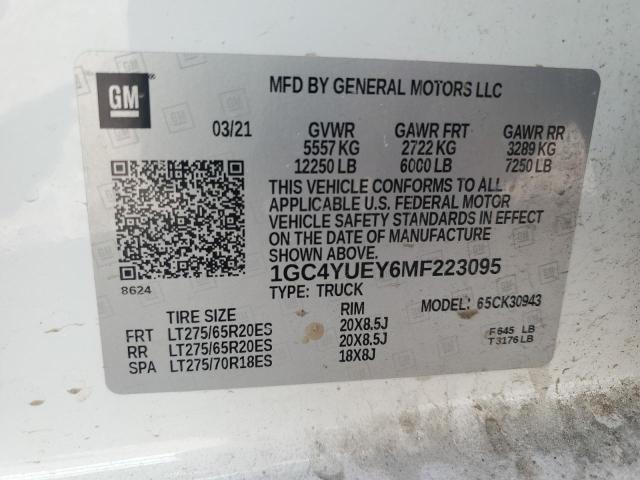 GM
MFD BY GENERAL MOTORS LLC
03/21 GVWR GAWR FRT GAWR RR
5557 KG 2722 KG 3289 KG
12250 LB 6000 LB 7250 LB
THIS VEHICLE CONFORMS TO ALL
APPLICABLE U.S. FEDERAL MOTOR
VEHICLE SAFETY STANDARDS IN EFFECT
ON THE DATE OF MANUFACTURE
SHOWN ABOVE.
1GC4YUEY6MF223095
8624
TYPE: TRUCK MODEL: 65CK30943
TIRE SIZE RIM
FRT LT275/65R20ES 20X8.5J
RR LT275/65R20ES 20X8.5J
SPA LT275/70R18ES 18X8J
F645 LB
T3176LB